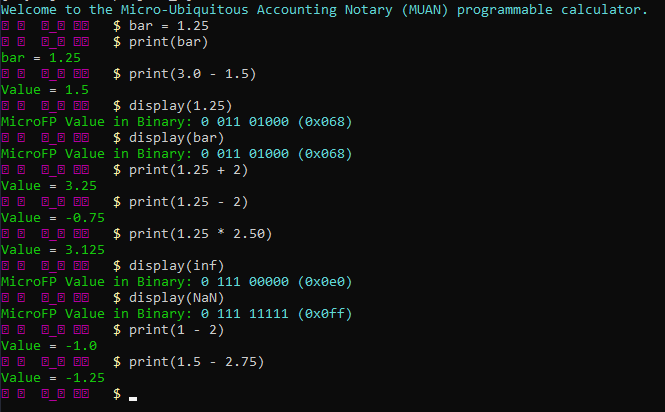 Welcome to the Micro-Ubiquitous Accounting Notary (MUAN) programmable calculator.
$ bar = 1.25
$ print(bar)
bar = 1.25
$ print(3.0 - 1.5)
Value = 1.5
$ display(1.25)
MicroFP Value in Binary: 0 011 01000 (0x068)
$ display(bar)
MicroFP Value in Binary: 0 011 01000 (0x068)
$ print(1.25 + 2)
Value = 3.25
$ print(1.25 - 2)
Value = -0.75
$ print(1.25 * 2.50)
Value = 3.125
$ display(inf)
MicroFP Value in Binary: 0 111 00000 (0x0e0)
$ display(NaN)
MicroFP Value in Binary: 0 111 11111 (0x0ff)
$ print(1 - 2)
Value = -1.0
$ print(1.5 - 2.75)
Value = -1.25
$